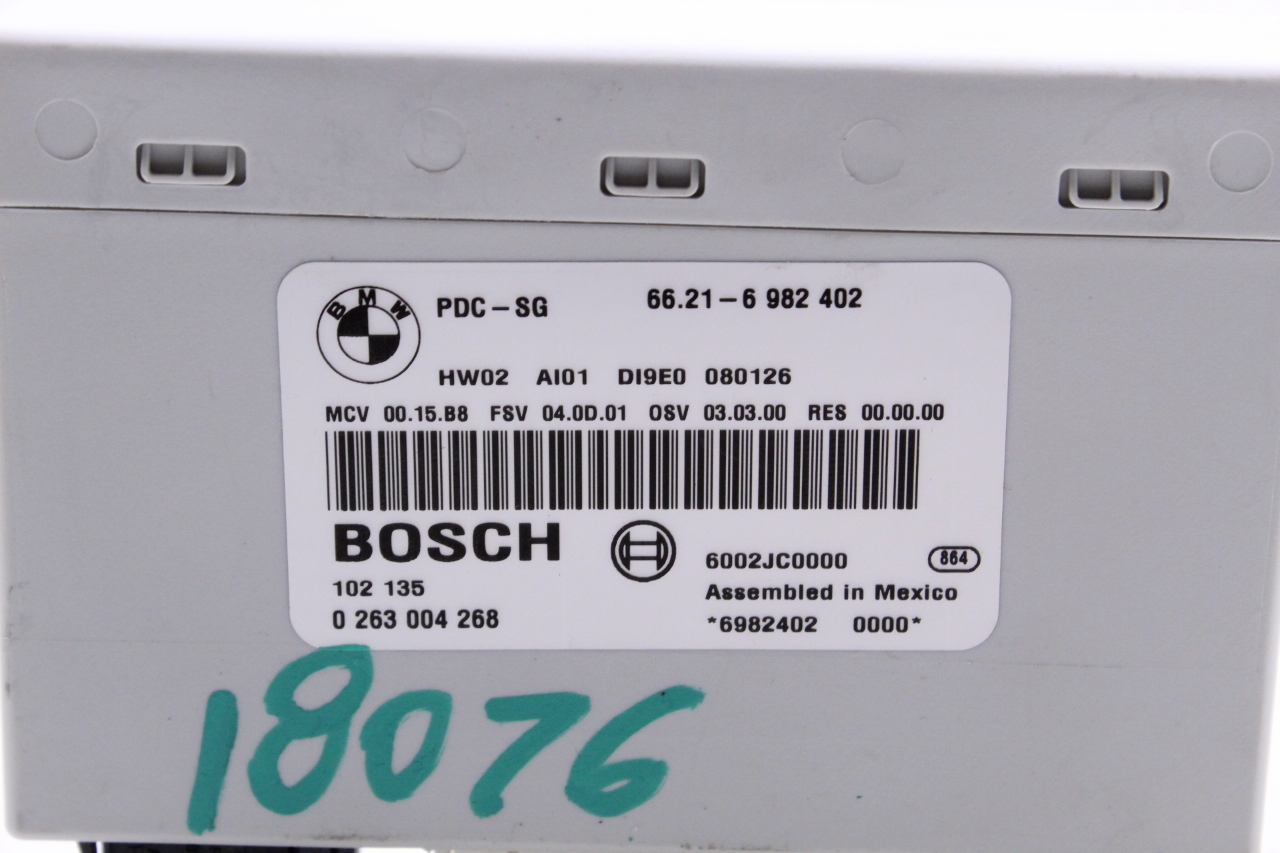 BMW PDC-SG 66.21-6 982 402
HW02 AI01 DI9E0 080126
MCV 00.15.B8 FSV 04.0D.01 OSV 03.03.00 RES 00.00.00
BOSCH
6002JC0000 864
102 135 Assembled in Mexico
0 263 004 268 *6982402 0000*
18076